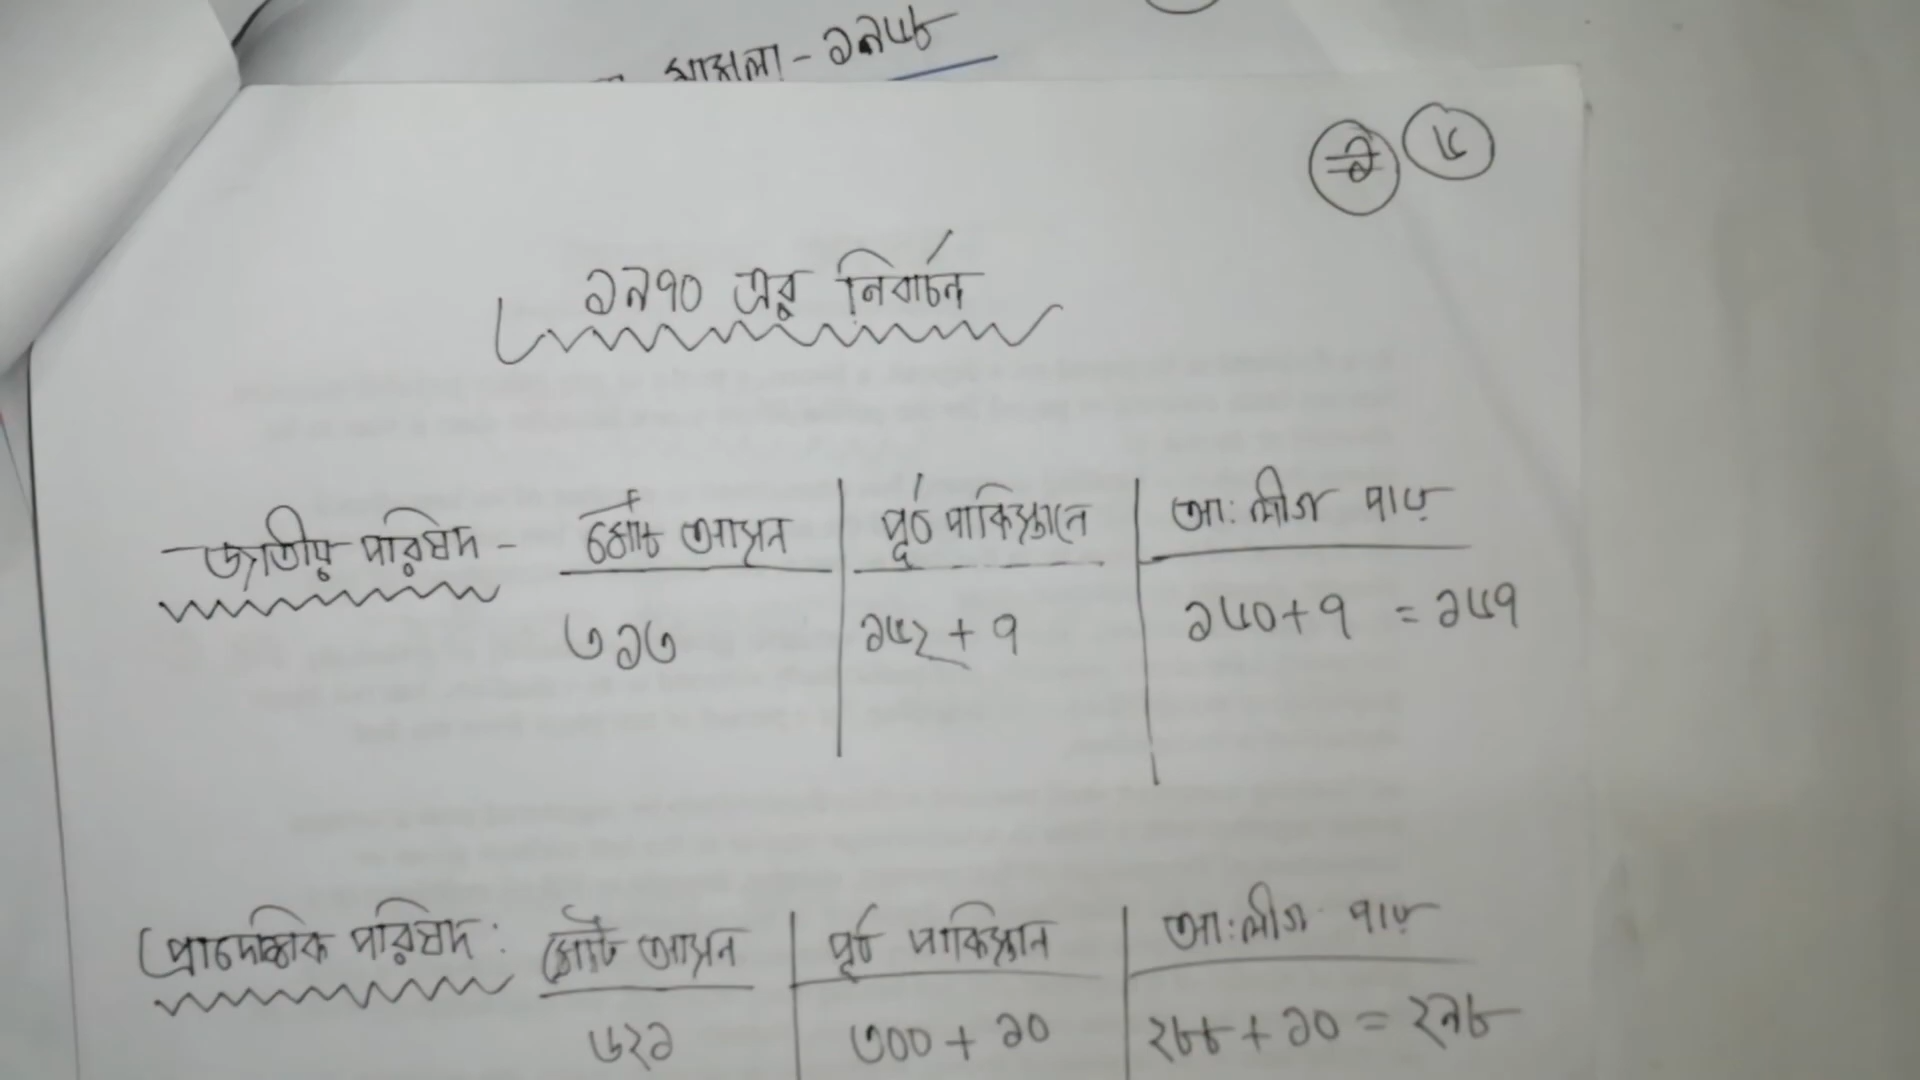 মামলা - ১৯৬৮
৬
১৯৭০ এর নির্বাচন
জাতীয় পরিষদ - মোট আসন পূর্ব পাকিস্তানে আঃলীগ পায়
৩১৩ ১৬২ + ৭ ১৬০ + ৭ = ১৬৭
প্রাদেশিক পরিষদ : মোট আসন পূর্ব পাকিস্তান আঃলীগ পায়
৬২১ ৩০০ + ১০ ২৮৮ + ১০ = ২৯৮